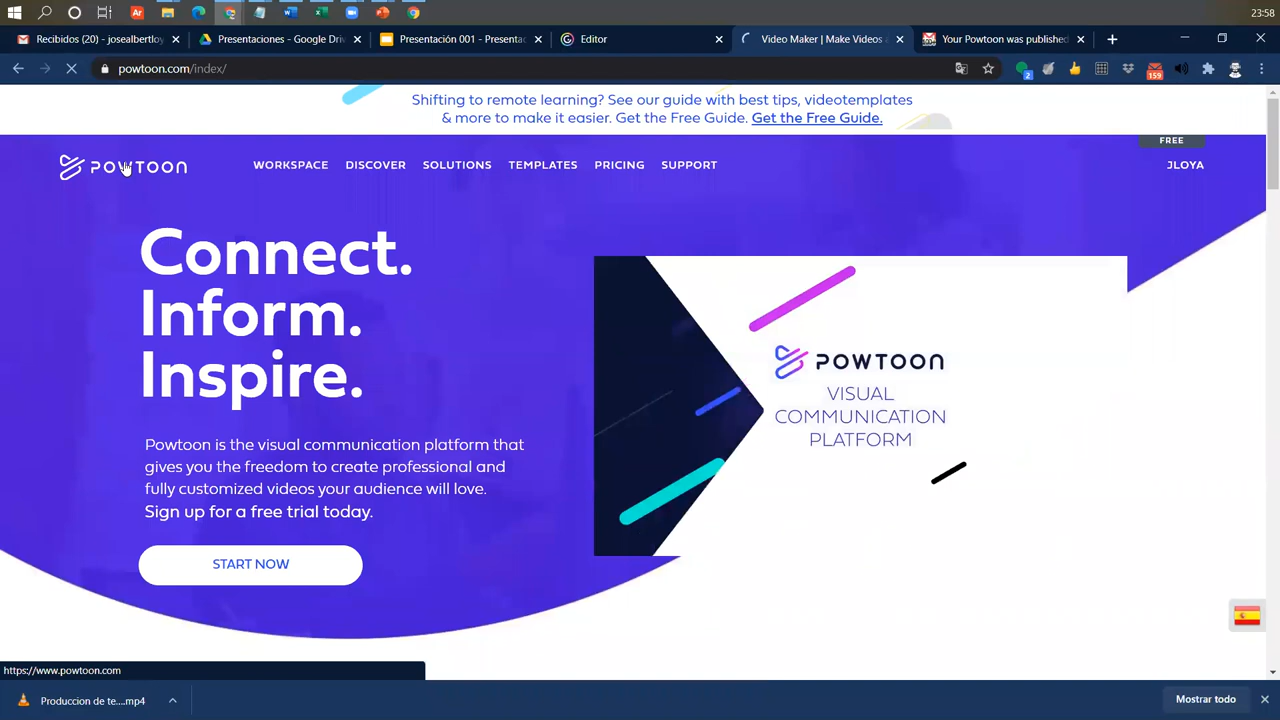 23:58
Recibidos (20) - josealbertloy
Presentaciones - Google Driv
Presentación 001 - Presentac
Editor
Video Maker | Make Videos a
Your Powtoon was published
powtoon.com/index/
2
159
Shifting to remote learning? See our guide with best tips, videotemplates
& more to make it easier. Get the Free Guide. Get the Free Guide.
FREE
POWTOON
WORKSPACE
DISCOVER
SOLUTIONS
TEMPLATES
PRICING
SUPPORT
JLOYA
Connect.
Inform.
Inspire.
POWTOON
VISUAL
COMMUNICATION
PLATFORM
Powtoon is the visual communication platform that
gives you the freedom to create professional and
fully customized videos your audience will love.
Sign up for a free trial today.
START NOW
https://www.powtoon.com
Produccion de te....mp4
Mostrar todo